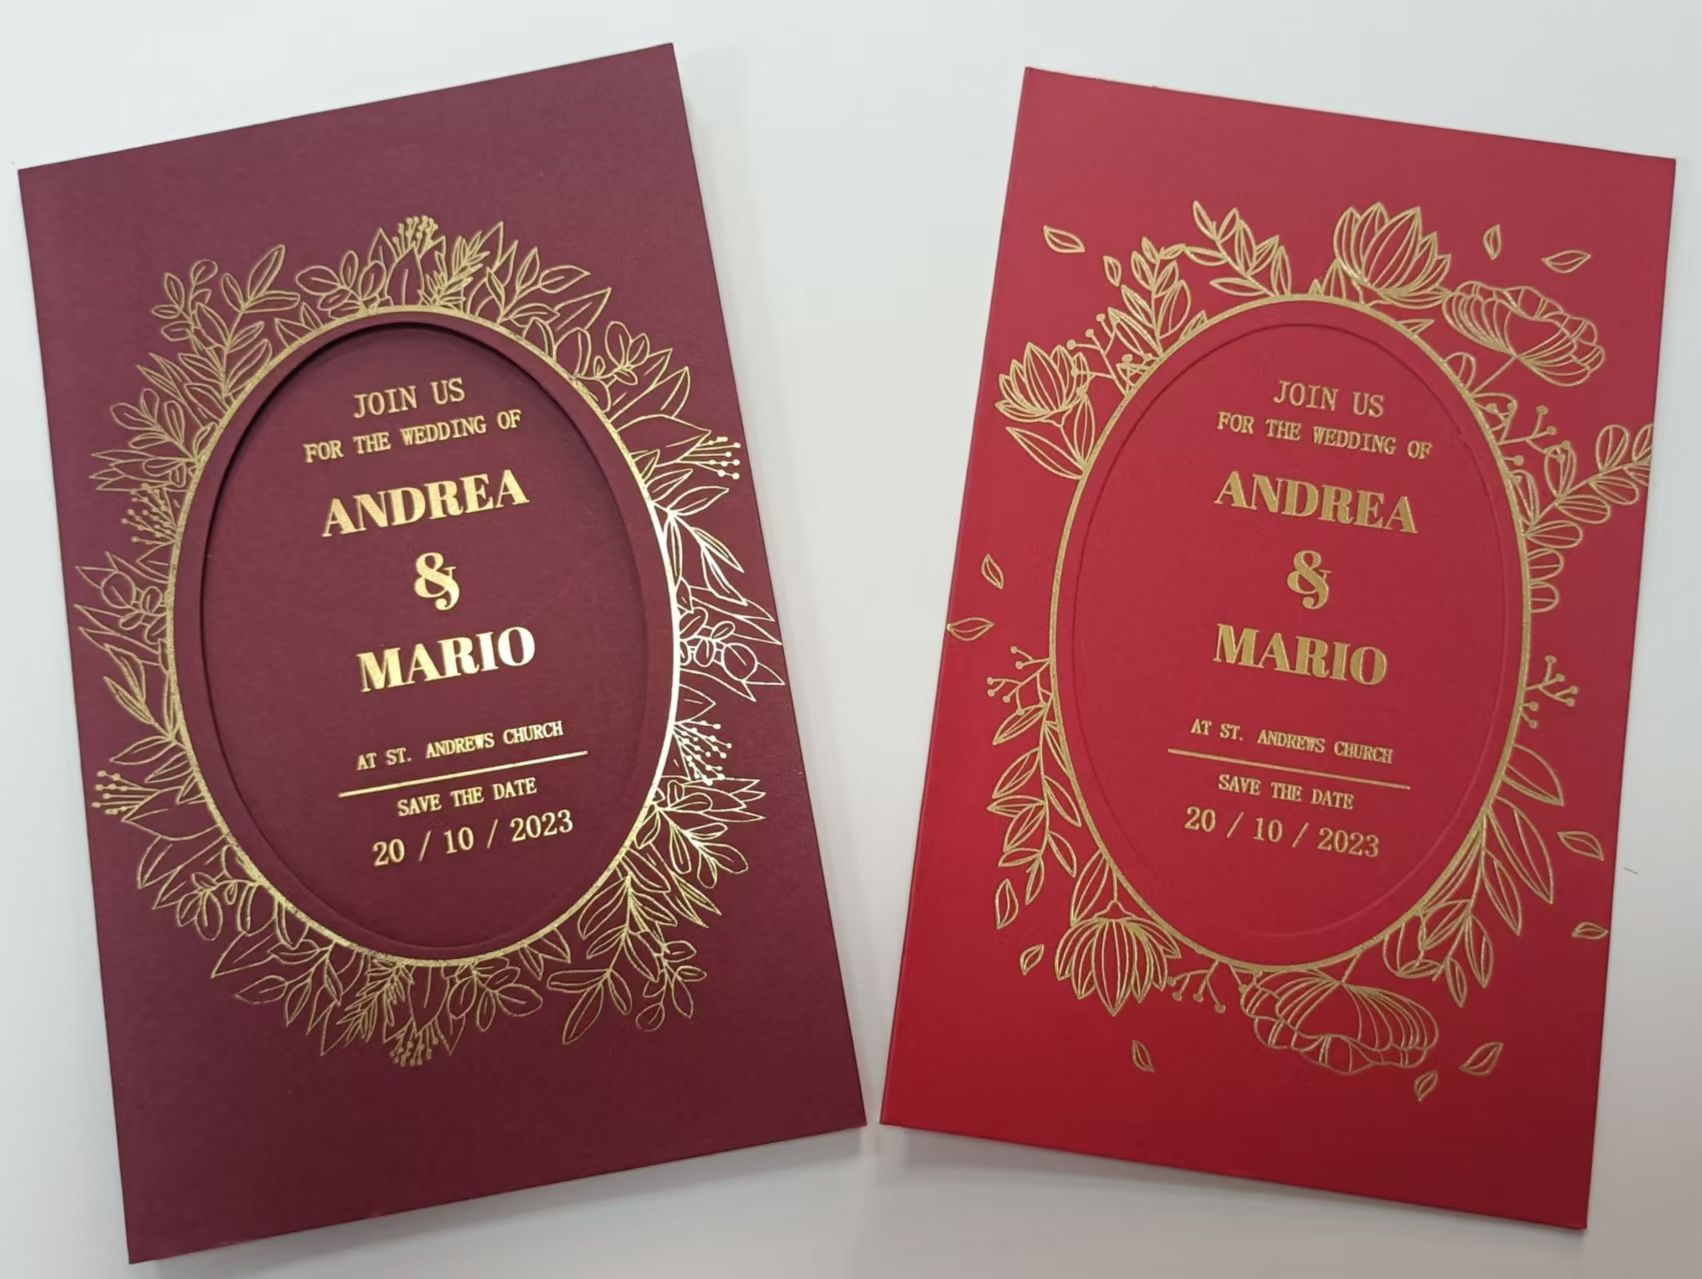 JOIN US
FOR THE WEDDING OF
ANDREA
&
MARIO
AT ST. ANDREWS CHURCH
SAVE THE DATE
20 / 10 / 2023
JOIN US
FOR THE WEDDING OF
ANDREA
&
MARIO
AT ST. ANDREWS CHURCH
SAVE THE DATE
20 / 10 / 2023